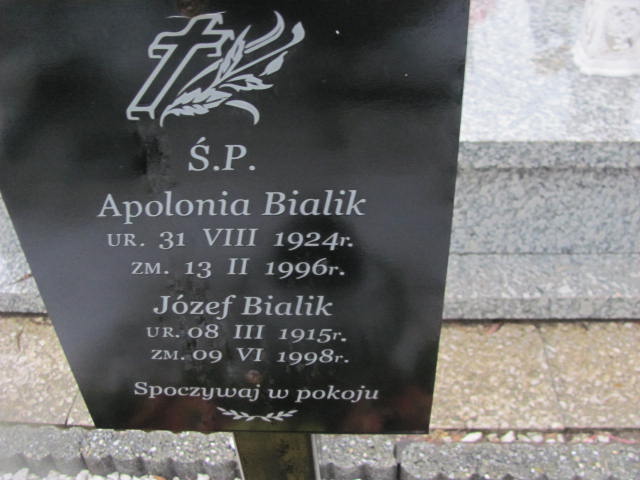 Ś.P.
Apolonia Bialik
UR. 31 VIII 1924r.
ZM. 13 II 1996r.
Józef Bialik
UR. 08 III 1915r.
ZM. 09 VI 1998r.
Spoczywaj w pokoju